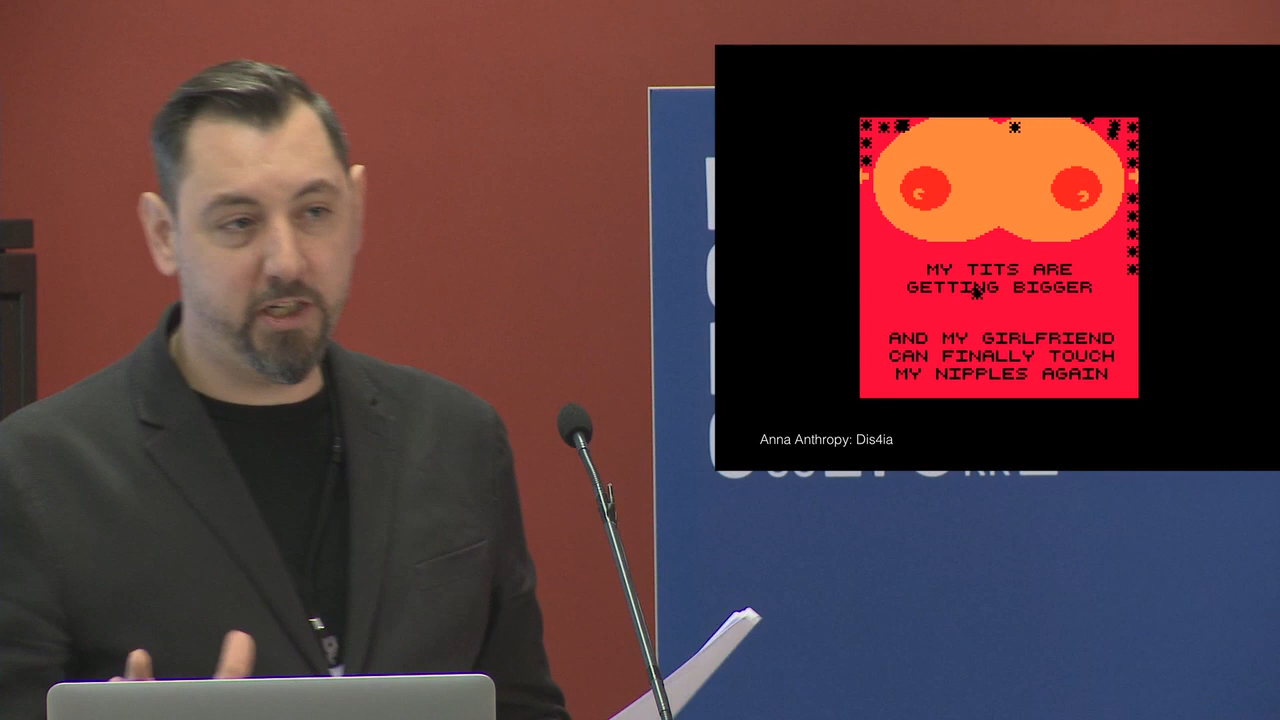 MY TITS ARE
GETTING BIGGER
AND MY GIRLFRIEND
CAN FINALLY TOUCH
MY NIPPLES AGAIN
Anna Anthropy: Dis4ia